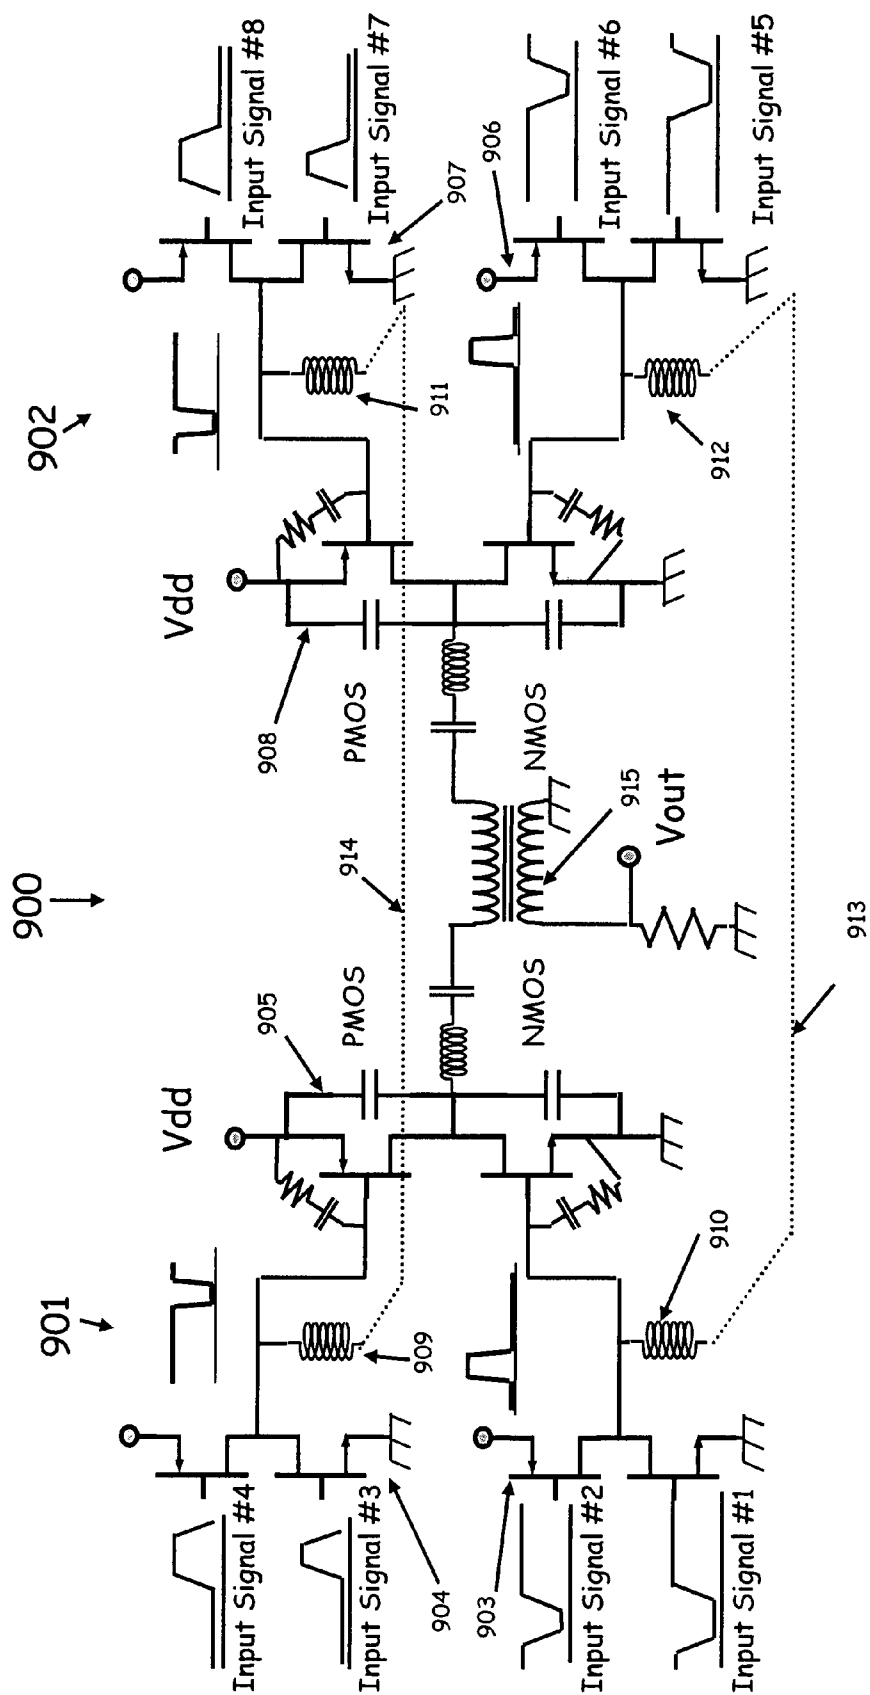 900
901
902
Input Signal #4
Input Signal #3
904
903
Input Signal #2
Input Signal #1
909
910
Vdd
905
PMOS
NMOS
914
915
Vout
913
Vdd
908
PMOS
NMOS
911
912
Input Signal #8
Input Signal #7
907
906
Input Signal #6
Input Signal #5